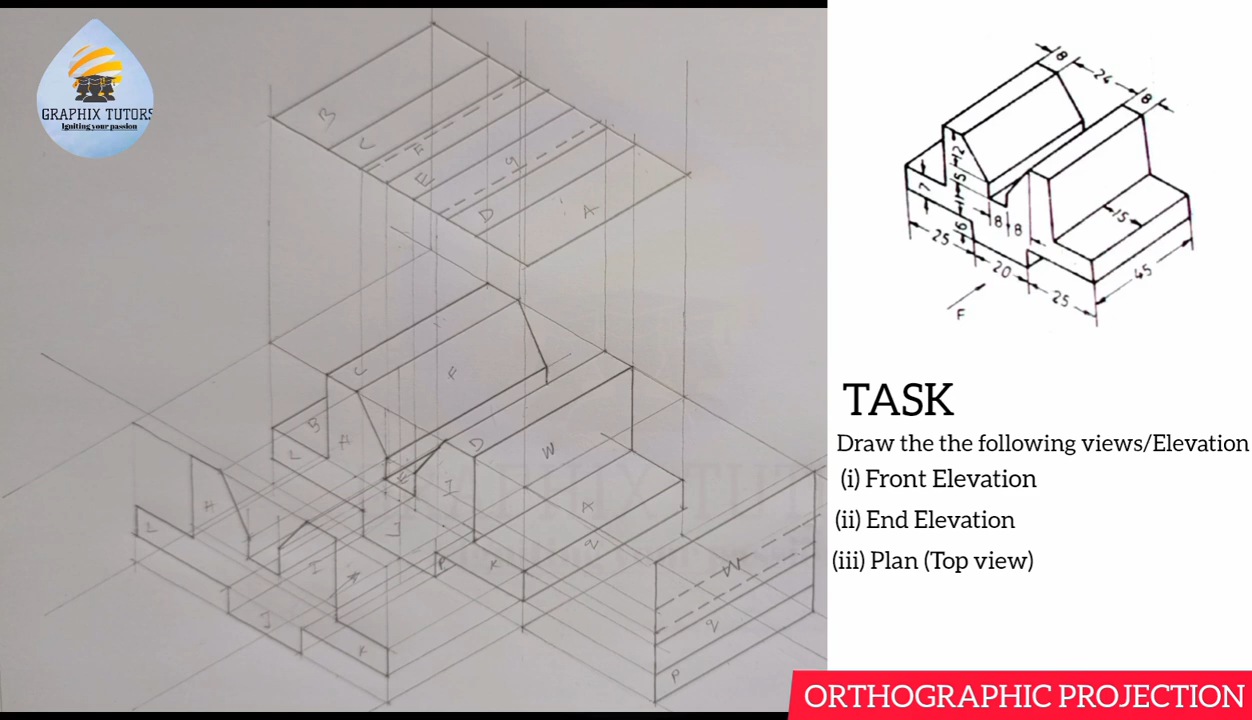 GRAPHIX TUTORS
Igniting your passion
B
C
F
E
g
D
A
C
F
B
L
H
D
W
I
A
J
q
P
K
L
H
I
J
K
W
q
P
8
24
8
12
5
7
11
6
8
8
15
25
20
25
45
F
TASK
Draw the the following views/Elevation
(i) Front Elevation
(ii) End Elevation
(iii) Plan (Top view)
ORTHOGRAPHIC PROJECTION